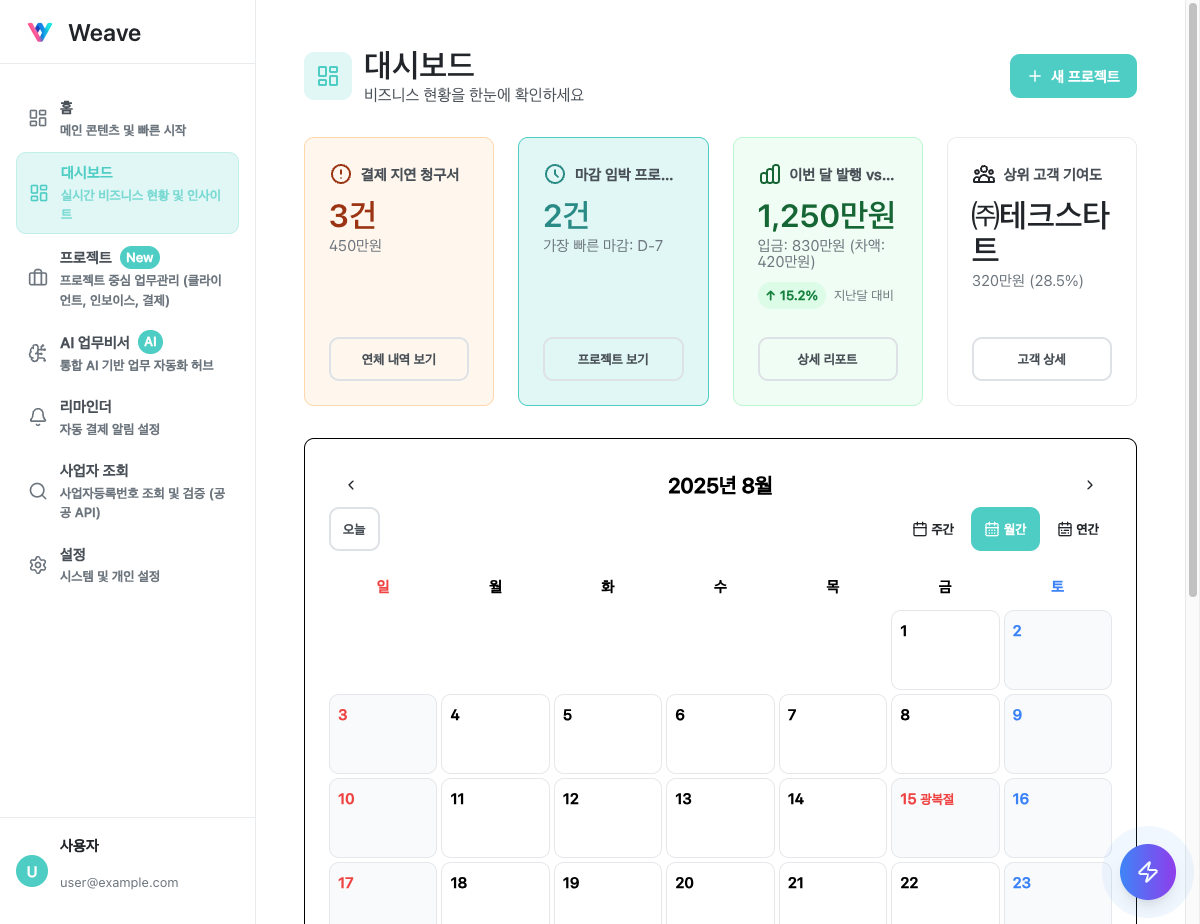 Weave
홈
메인 콘텐츠 및 빠른 시작
대시보드
실시간 비즈니스 현황 및 인사이
트
프로젝트 New
프로젝트 중심 업무관리 (클라이
언트, 인보이스, 결제)
AI 업무비서 AI
통합 AI 기반 업무 자동화 허브
리마인더
자동 결제 알림 설정
사업자 조회
사업자등록번호 조회 및 검증 (공
공 API)
설정
시스템 및 개인 설정
사용자
U
user@example.com
대시보드
비즈니스 현황을 한눈에 확인하세요
새 프로젝트
결제 지연 청구서
3건
450만원
연체 내역 보기
마감 임박 프로...
2건
가장 빠른 마감: D-7
프로젝트 보기
이번 달 발행 vs...
1,250만원
입금: 830만원 (차액:
420만원)
↑ 15.2% 지난달 대비
상세 리포트
상위 고객 기여도
㈜테크스타
트
320만원 (28.5%)
고객 상세
‹ 2025년 8월 ›
오늘 주간 월간 연간
일 월 화 수 목 금 토
1 2
3 4 5 6 7 8 9
10 11 12 13 14 15 광복절 16
17 18 19 20 21 22 23